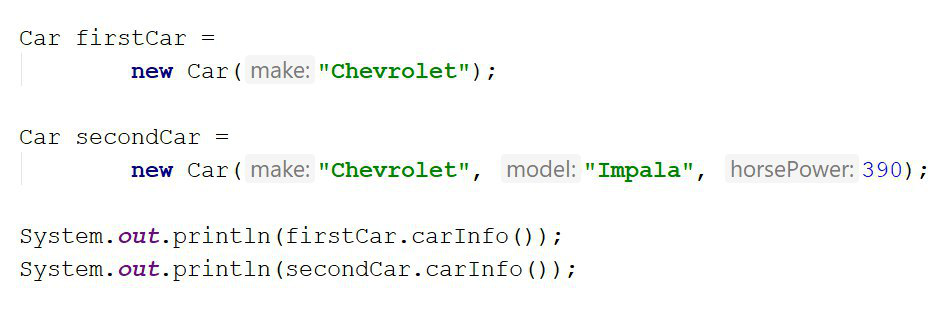 Car firstCar =
new Car( make: "Chevrolet");
Car secondCar =
new Car( make: "Chevrolet", model: "Impala", horsePower: 390);
System.out.println(firstCar.carInfo());
System.out.println(secondCar.carInfo());